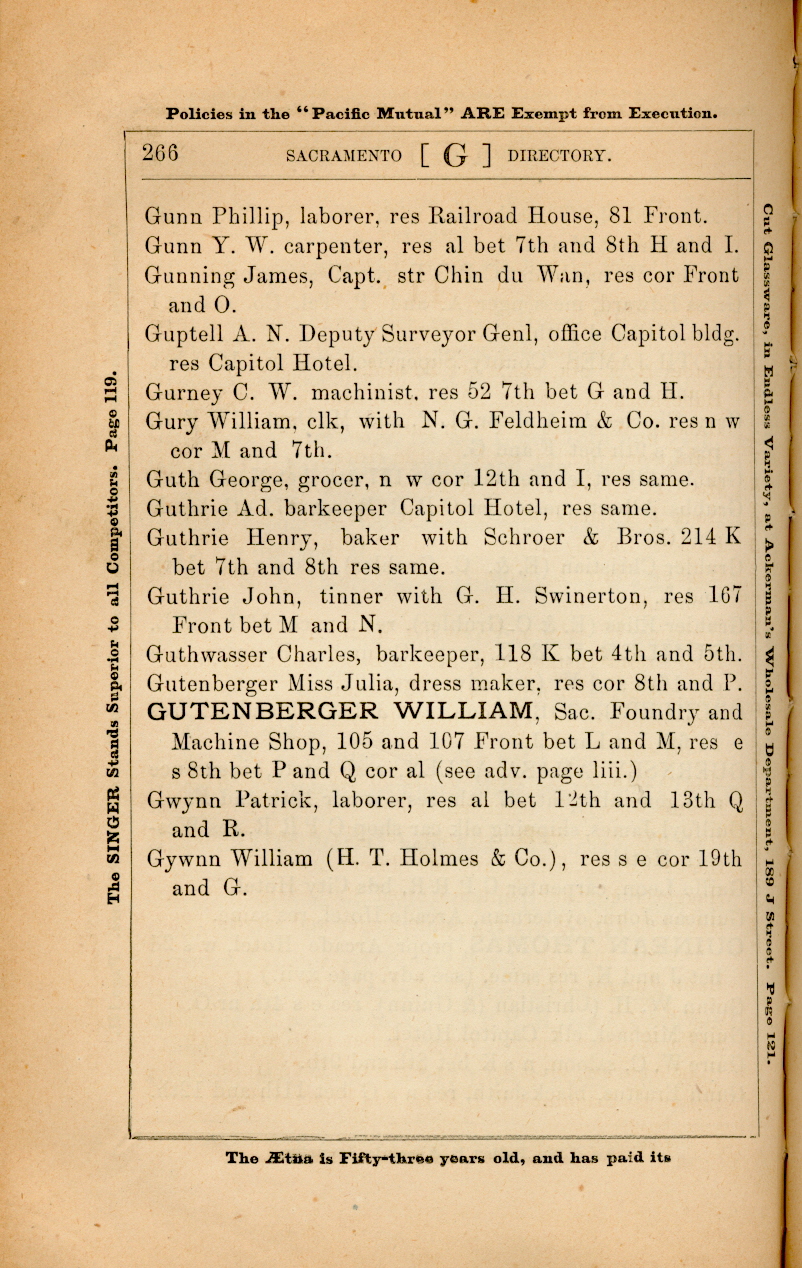 Policies in the "Pacific Mutual" ARE Exempt from Execution.
266 SACRAMENTO [ G ] DIRECTORY.
Gunn Phillip, laborer, res Railroad House, 81 Front.
Gunn Y. W. carpenter, res al bet 7th and 8th H and I.
Gunning James, Capt. str Chin du Wan, res cor Front
and O.
Guptell A. N. Deputy Surveyor Genl, office Capitol bldg.
res Capitol Hotel.
Gurney C. W. machinist, res 52 7th bet G and H.
Gury William, clk, with N. G. Feldheim & Co. res n w
cor M and 7th.
Guth George, grocer, n w cor 12th and I, res same.
Guthrie Ad. barkeeper Capitol Hotel, res same.
Guthrie Henry, baker with Schroer & Bros. 214 K
bet 7th and 8th res same.
Guthrie John, tinner with G. H. Swinerton, res 167
Front bet M and N.
Guthwasser Charles, barkeeper, 118 K bet 4th and 5th.
Gutenberger Miss Julia, dress maker, res cor 8th and P.
GUTENBERGER WILLIAM, Sac. Foundry and
Machine Shop, 105 and 107 Front bet L and M, res e
s 8th bet P and Q cor al (see adv. page liii.)
Gwynn Patrick, laborer, res al bet 12th and 13th Q
and R.
Gywnn William (H. T. Holmes & Co.), res s e cor 19th
and G.
The Ætna is Fifty-three years old, and has paid its
The SINGER Stands Superior to all Competitors. Page 119.
Cut Glassware, in Endless Variety, at Ackerman's Wholesale Department, 189 J Street. Page 121.